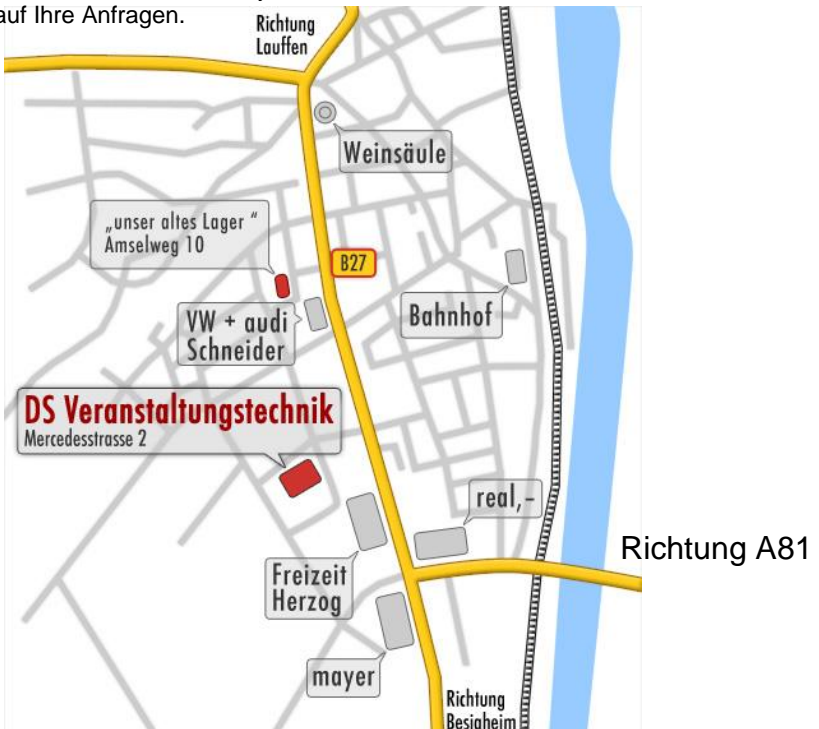 auf Ihre Anfragen.
Richtung
Lauffen
Weinsäule
„unser altes Lager “
Amselweg 10
B27
VW + audi
Schneider
Bahnhof
DS Veranstaltungstechnik
Mercedesstrasse 2
real,-
Richtung A81
Freizeit
Herzog
mayer
Richtung
Besigheim